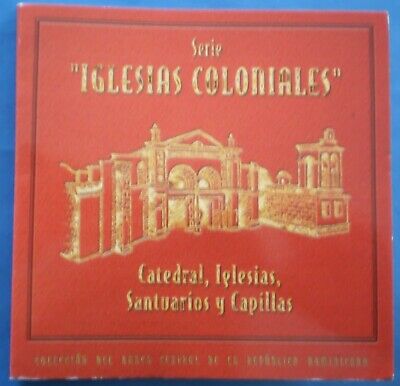 Serie
"IGLESIAS COLONIALES"
Catedral, Iglesias,
Santuarios y Capillas
COLECCIÓN DEL BANCO CENTRAL DE LA REPÚBLICA DOMINICANA